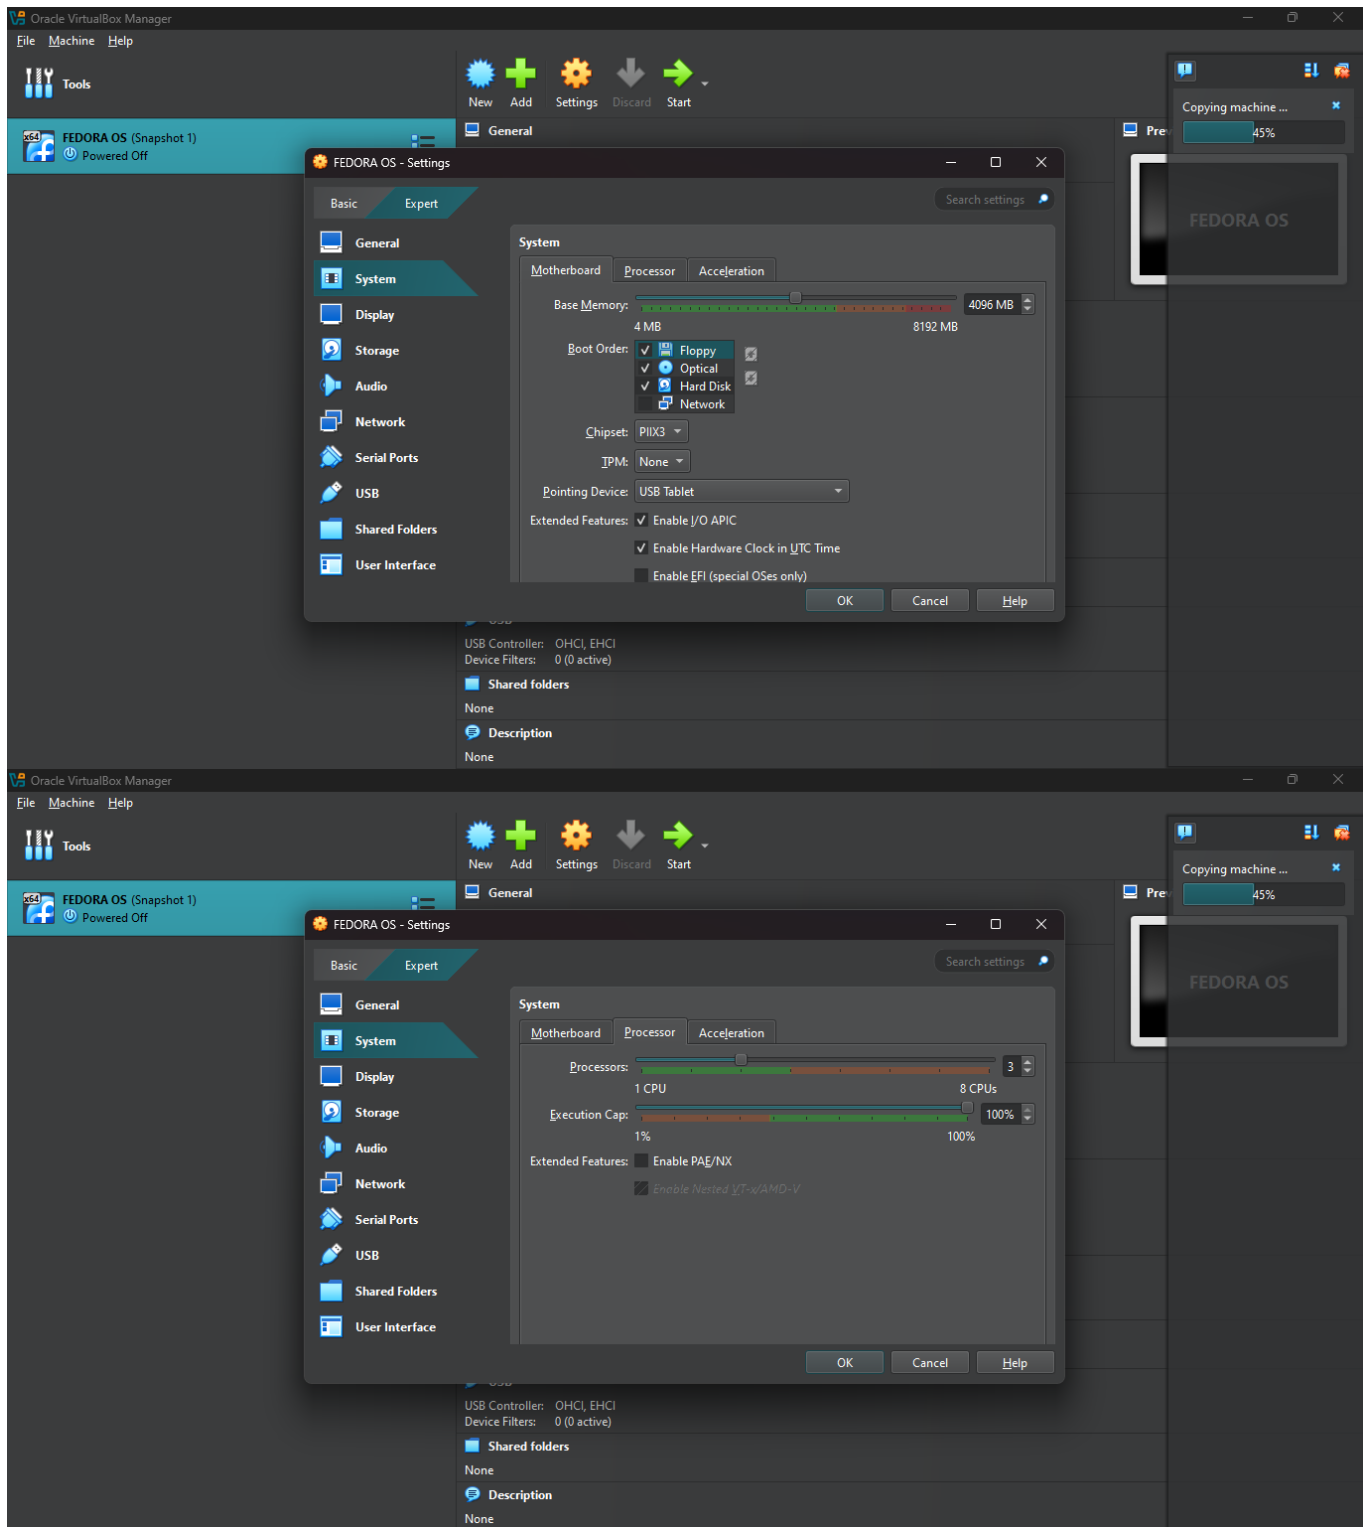 Oracle VirtualBox Manager
File Machine Help
Tools
New Add Settings Discard Start
Copying machine ...
45%
x64
FEDORA OS (Snapshot 1)
Powered Off
General
Prev
FEDORA OS
FEDORA OS - Settings
Basic Expert
Search settings
General
System
Display
Storage
Audio
Network
Serial Ports
USB
Shared Folders
User Interface
System
Motherboard Processor Acceleration
Base Memory: 4096 MB
4 MB 8192 MB
Boot Order: Floppy
Optical
Hard Disk
Network
Chipset: PIIX3
TPM: None
Pointing Device: USB Tablet
Extended Features: Enable I/O APIC
Enable Hardware Clock in UTC Time
Enable EFI (special OSes only)
OK Cancel Help
USB
USB Controller: OHCI, EHCI
Device Filters: 0 (0 active)
Shared folders
None
Description
None
Oracle VirtualBox Manager
File Machine Help
Tools
New Add Settings Discard Start
Copying machine ...
45%
x64
FEDORA OS (Snapshot 1)
Powered Off
General
Prev
FEDORA OS
FEDORA OS - Settings
Basic Expert
Search settings
General
System
Display
Storage
Audio
Network
Serial Ports
USB
Shared Folders
User Interface
System
Motherboard Processor Acceleration
Processors: 3
1 CPU 8 CPUs
Execution Cap: 100%
1% 100%
Extended Features: Enable PAE/NX
Enable Nested VT-x/AMD-V
OK Cancel Help
USB
USB Controller: OHCI, EHCI
Device Filters: 0 (0 active)
Shared folders
None
Description
None